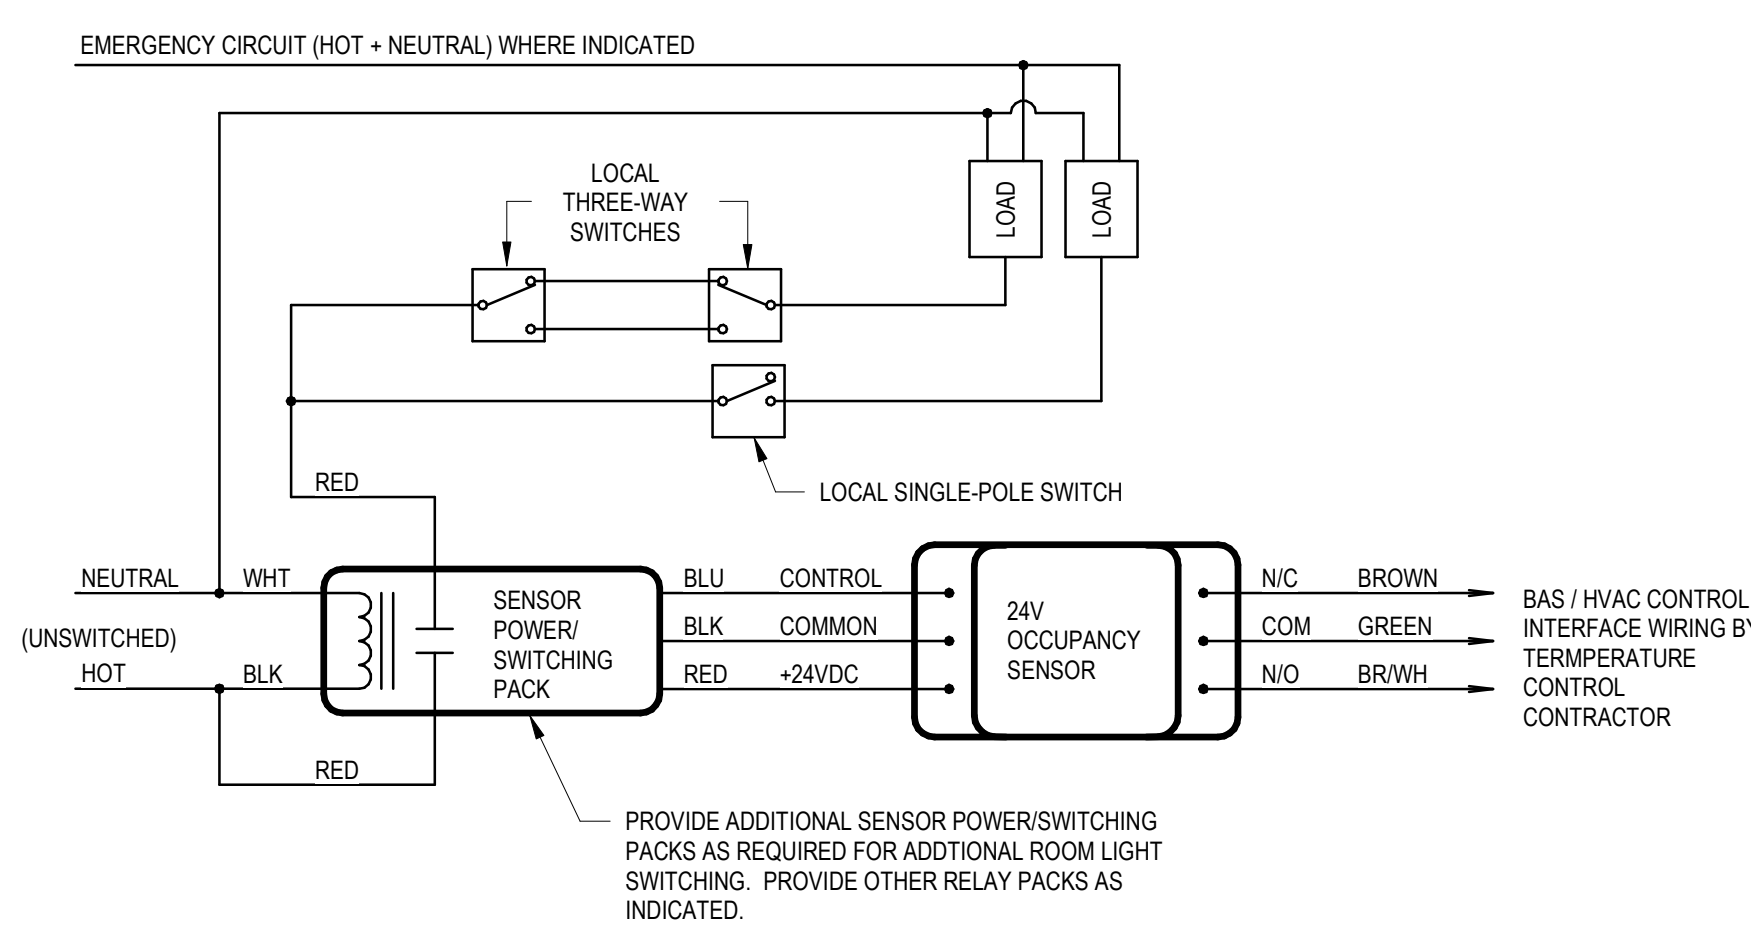 EMERGENCY CIRCUIT (HOT + NEUTRAL) WHERE INDICATED
LOCAL
THREE-WAY
SWITCHES
LOAD
LOAD
RED
LOCAL SINGLE-POLE SWITCH
NEUTRAL
WHT
(UNSWITCHED)
HOT
BLK
RED
SENSOR
POWER/
SWITCHING
PACK
BLU CONTROL
BLK COMMON
RED +24VDC
24V
OCCUPANCY
SENSOR
N/C BROWN
COM GREEN
N/O BR/WH
BAS / HVAC CONTROL
INTERFACE WIRING BY
TERMPERATURE
CONTROL
CONTRACTOR
PROVIDE ADDITIONAL SENSOR POWER/SWITCHING
PACKS AS REQUIRED FOR ADDTIONAL ROOM LIGHT
SWITCHING. PROVIDE OTHER RELAY PACKS AS
INDICATED.